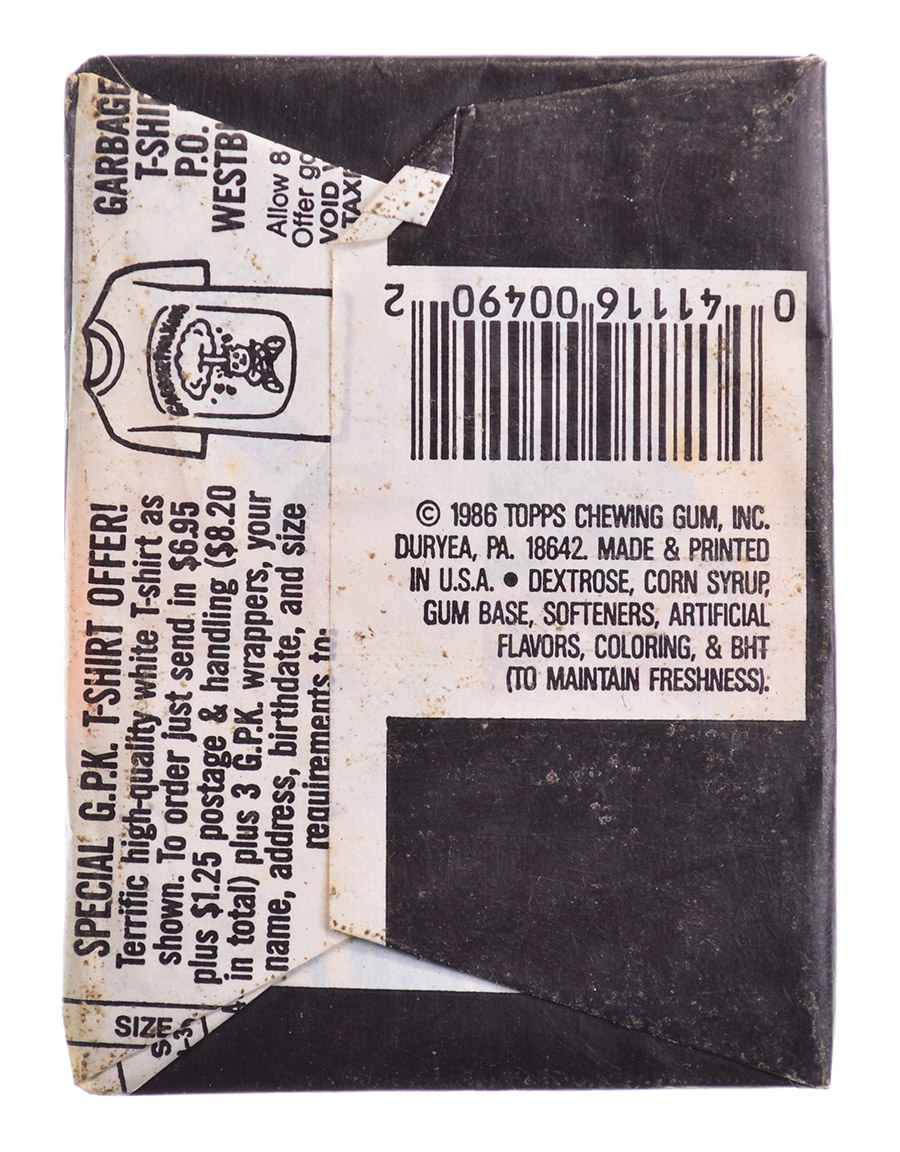 GARBAGE
T-SHI
P.O.
WESTB
Allow 8
Offer go
VOID
TAX
SPECIAL G.P.K. T-SHIRT OFFER!
Terrific high-quality white T-shirt as
shown. To order just send in $6.95
plus $1.25 postage & handling ($8.20
in total) plus 3 G.P.K. wrappers, your
name, address, birthdate, and size
requirements to:
SIZE
0 41116 00490 2
© 1986 TOPPS CHEWING GUM, INC.
DURYEA, PA. 18642. MADE & PRINTED
IN U.S.A. ● DEXTROSE, CORN SYRUP,
GUM BASE, SOFTENERS, ARTIFICIAL
FLAVORS, COLORING, & BHT
(TO MAINTAIN FRESHNESS).